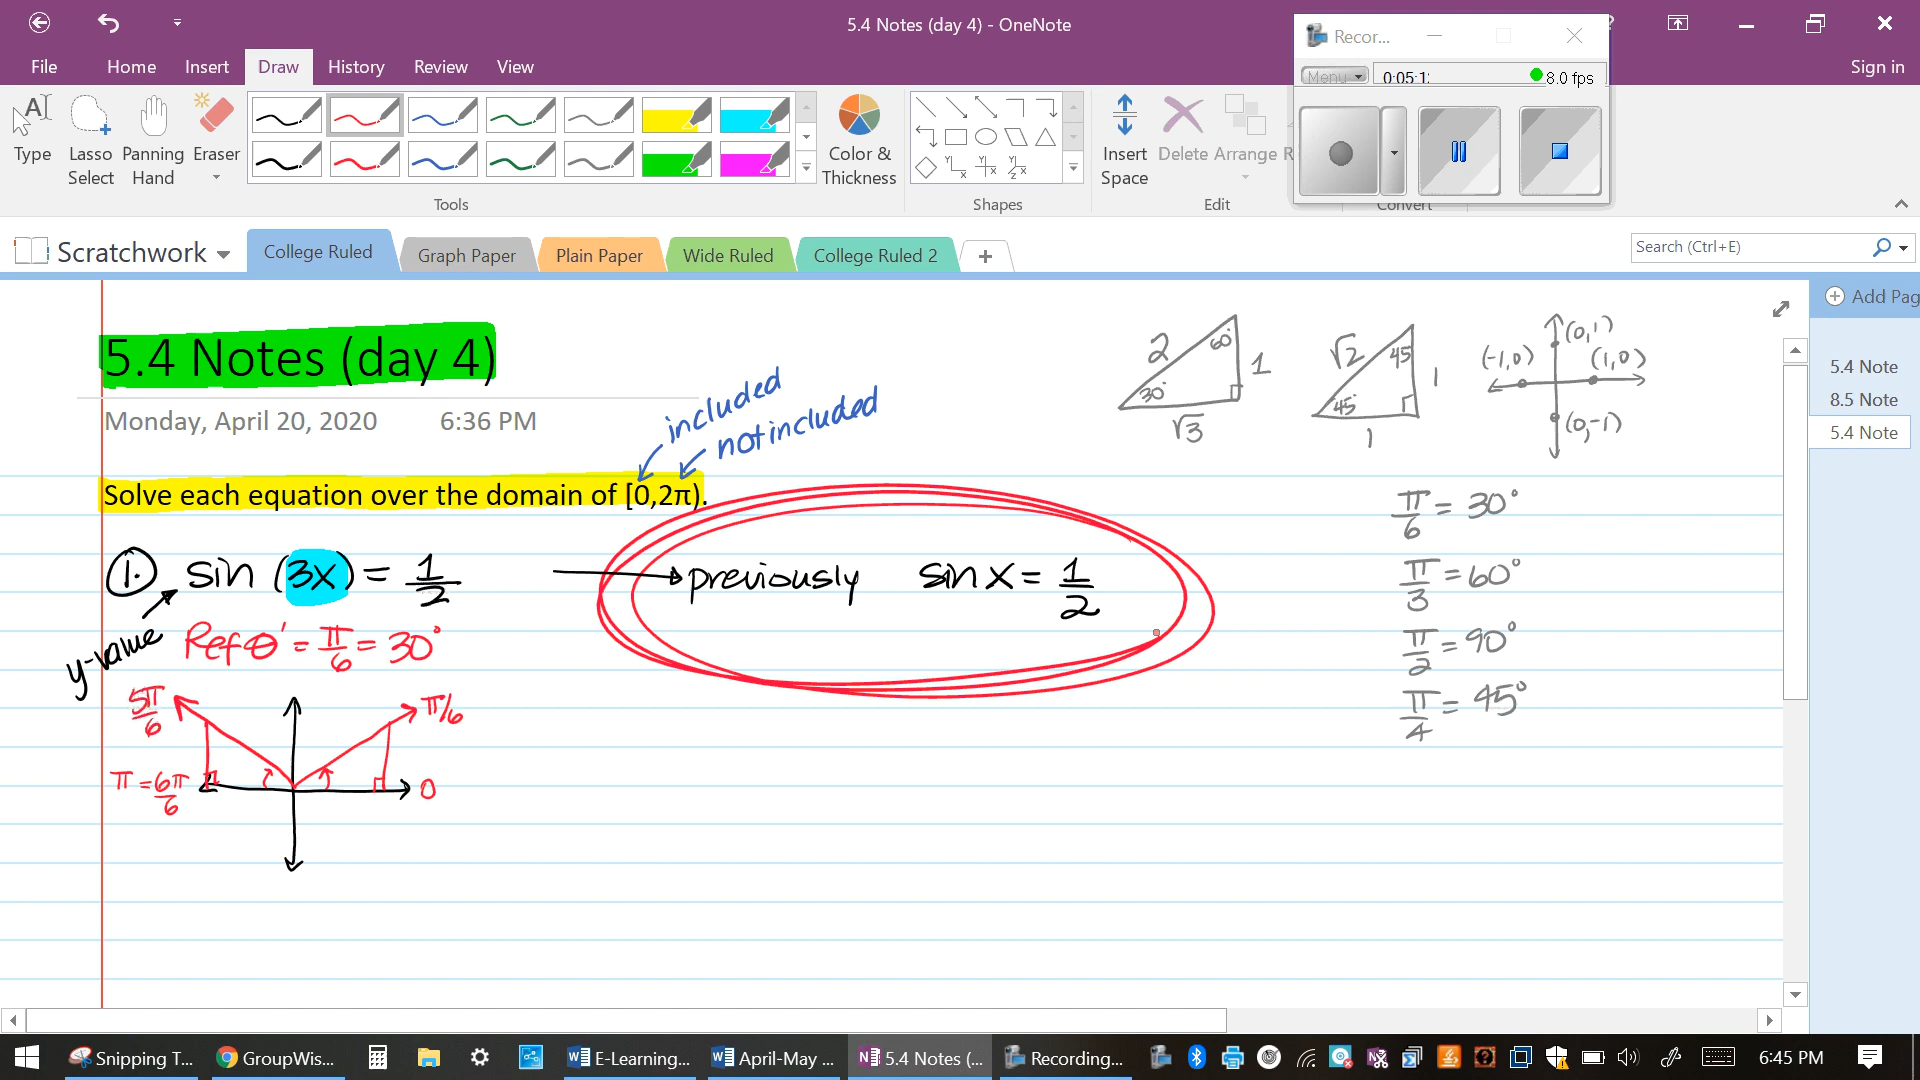 5.4 Notes (day 4) - OneNote
File Home Insert Draw History Review View
Sign in
Recor...
Menu 0:05:1 8.0 fps
Type Lasso Select Panning Hand Eraser
Color & Thickness
Insert Space Delete Arrange R
Tools Shapes Edit Convert
Scratchwork College Ruled Graph Paper Plain Paper Wide Ruled College Ruled 2 +
Search (Ctrl+E)
Add Pag
5.4 Note
8.5 Note
5.4 Note
5.4 Notes (day 4)
Monday, April 20, 2020 6:36 PM
included
not included
Solve each equation over the domain of [0,2π).
2 60° 1 30° √3
√2 45 1 45° 1
(0,1) (-1,0) (1,0) (0,-1)
π/6 = 30°
π/3 = 60°
π/2 = 90°
π/4 = 45°
1. sin (3x) = 1/2 previously sin x = 1/2
y-value
Ref θ' = π/6 = 30°
5π/6 π/6
π = 6π/6 0
Snipping T... GroupWis... E-Learning... April-May ... 5.4 Notes (... Recording... 6:45 PM